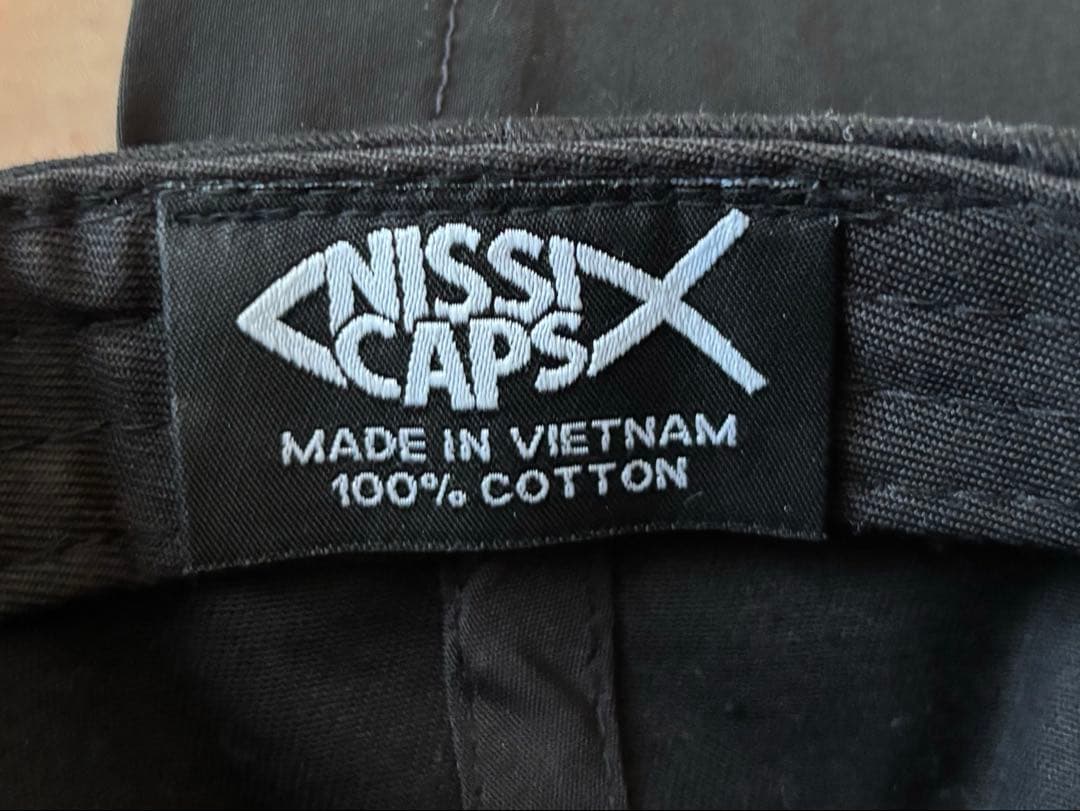 NISSI
CAPS
MADE IN VIETNAM
100% COTTON